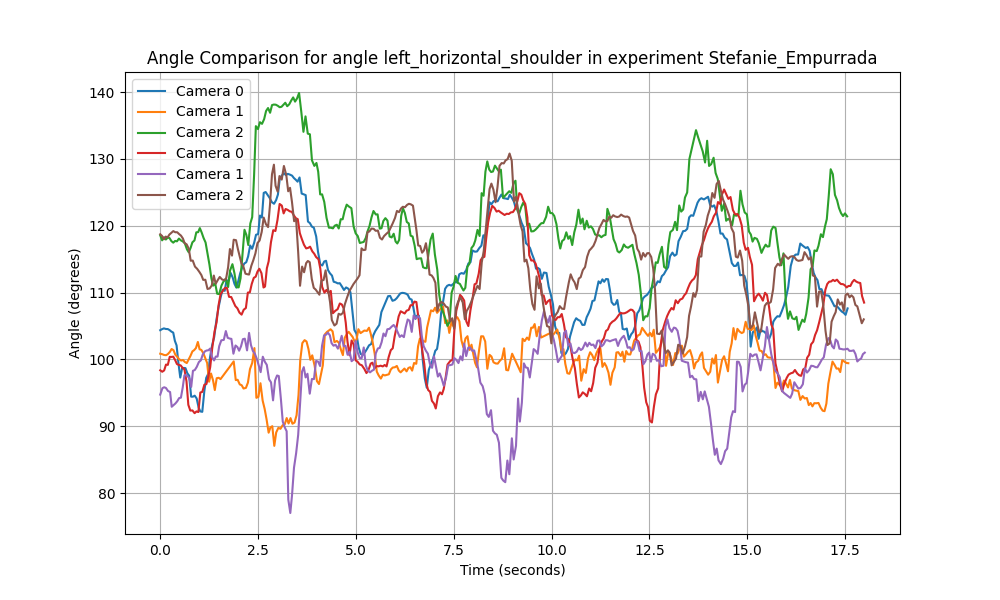 Angle Comparison for angle left_horizontal_shoulder in experiment Stefanie_Empurrada
Camera 0
Camera 1
Camera 2
Camera 0
Camera 1
Camera 2
140
130
120
110
100
90
80
Angle (degrees)
0.0 2.5 5.0 7.5 10.0 12.5 15.0 17.5
Time (seconds)